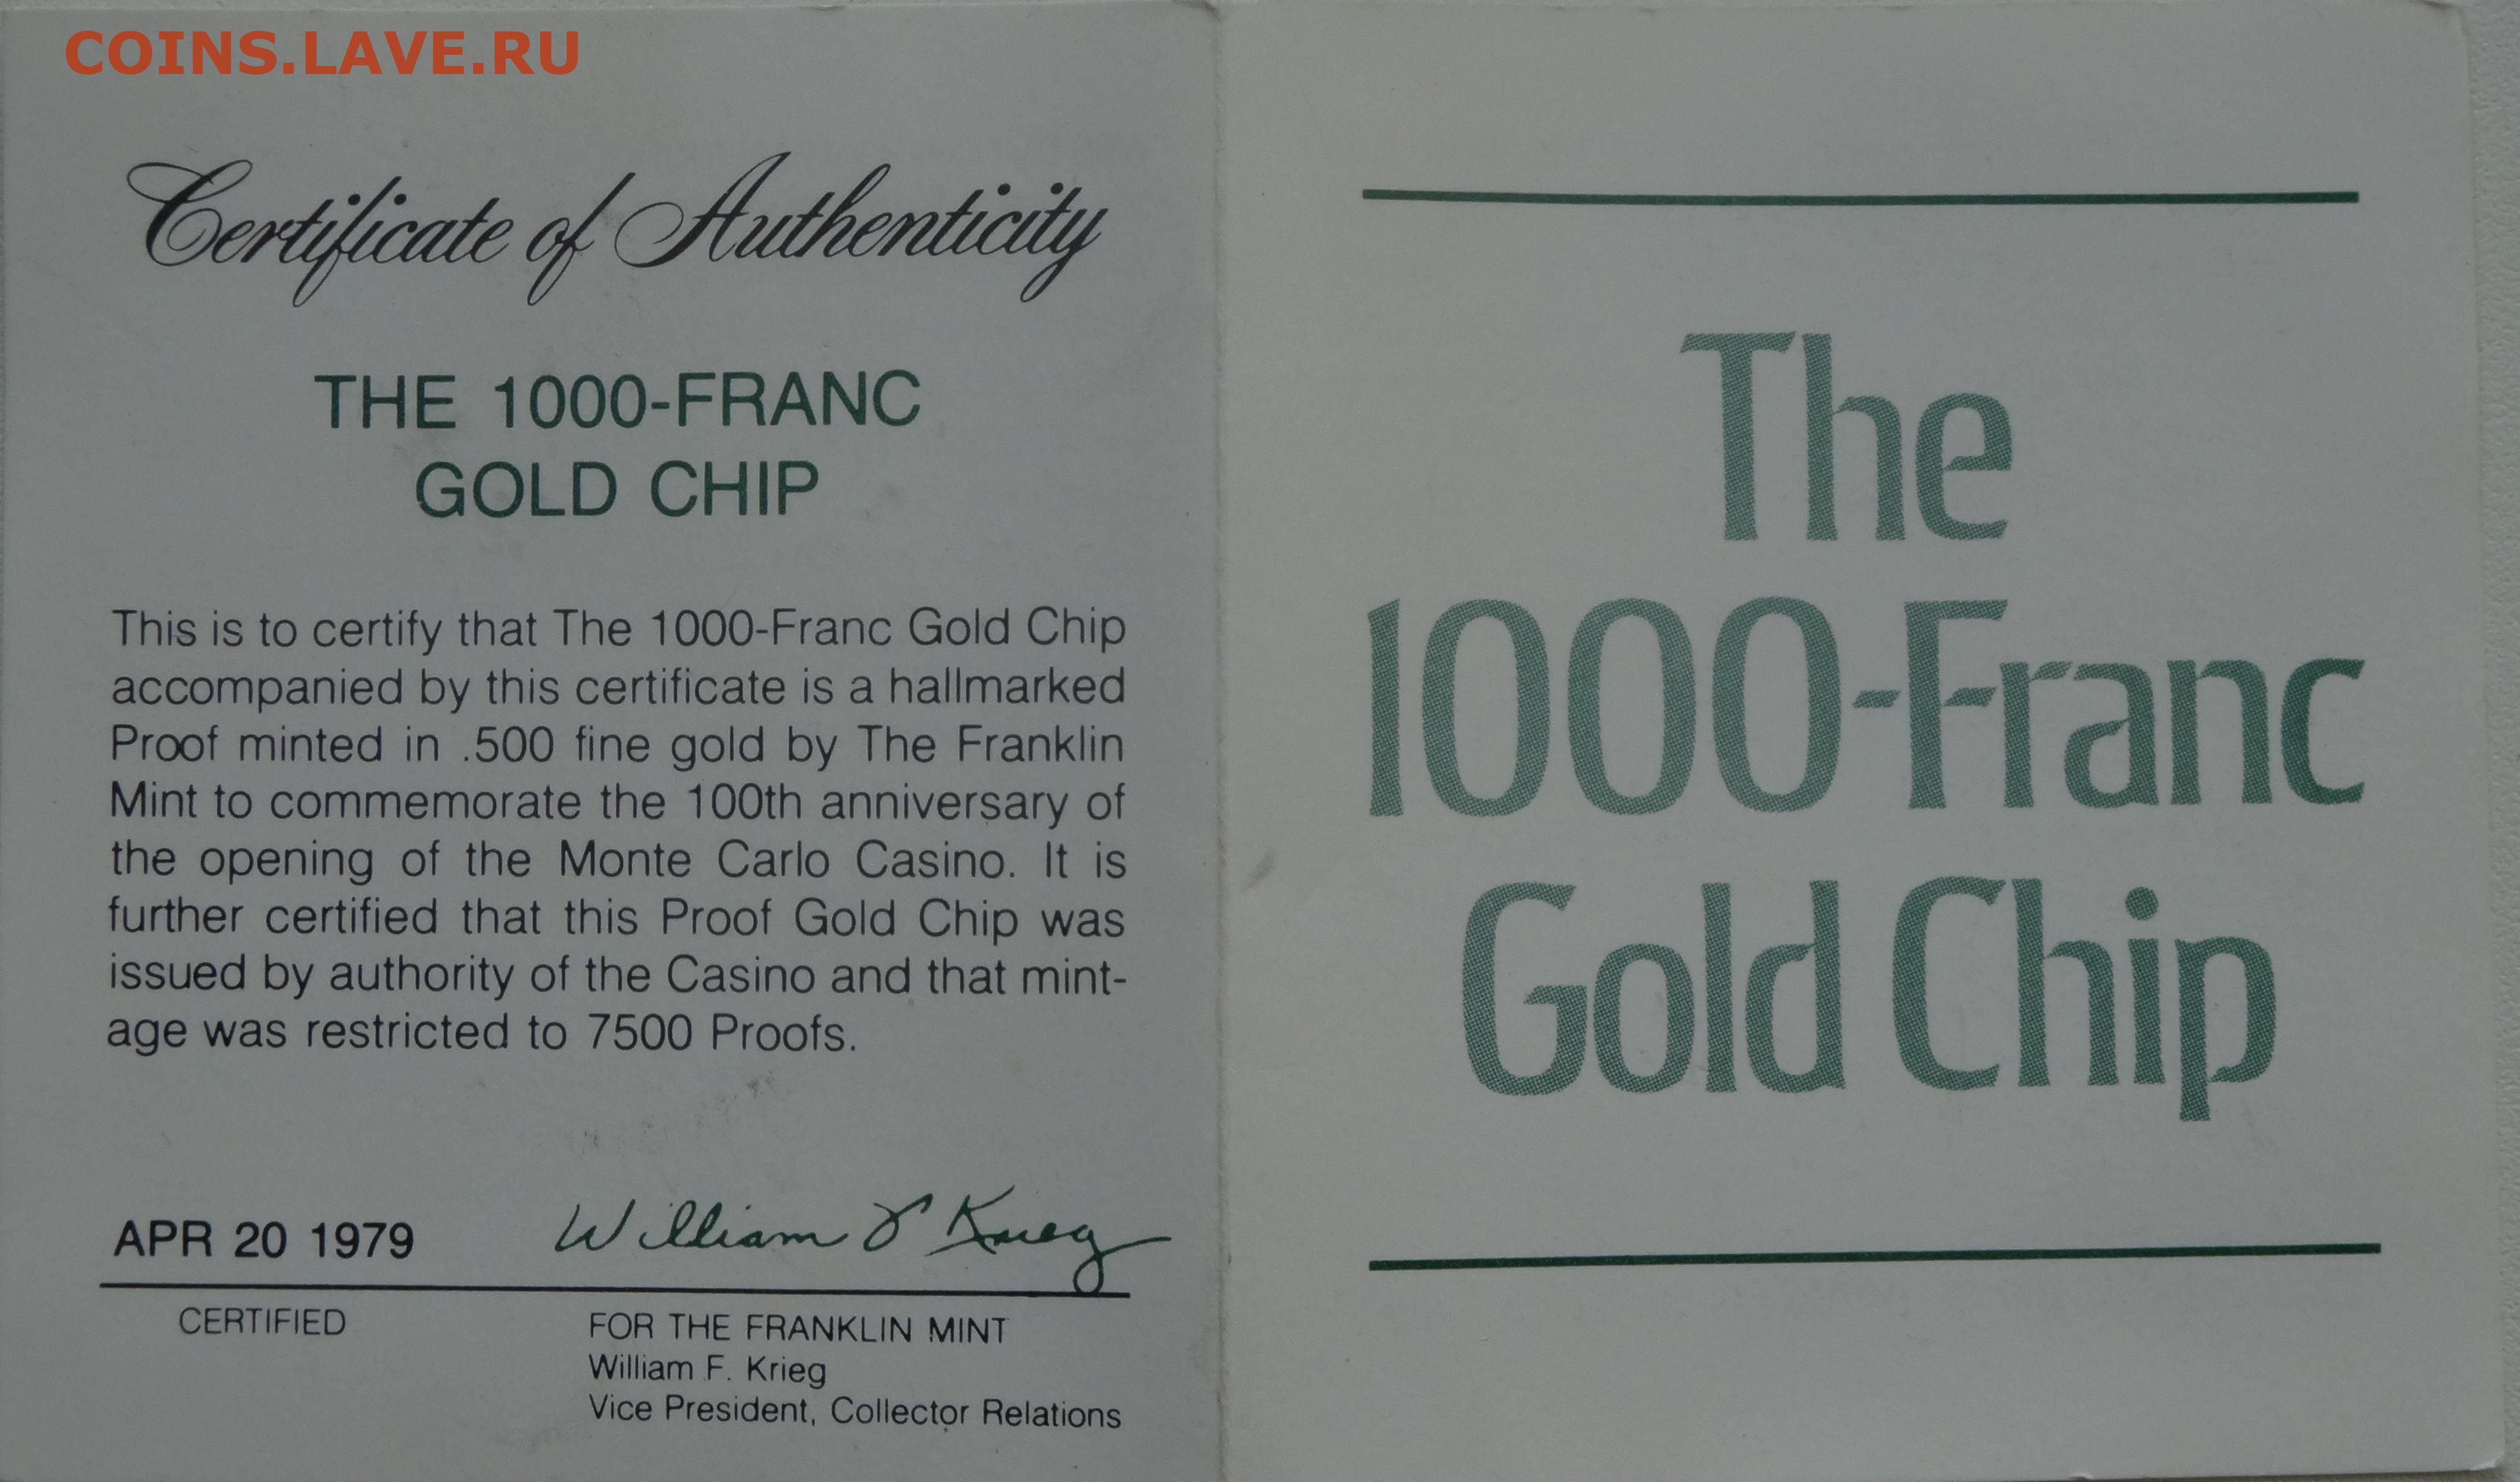 COINS.LAVE.RU
Certificate of Authenticity
THE 1000-FRANC
GOLD CHIP
This is to certify that The 1000-Franc Gold Chip
accompanied by this certificate is a hallmarked
Proof minted in .500 fine gold by The Franklin
Mint to commemorate the 100th anniversary of
the opening of the Monte Carlo Casino. It is
further certified that this Proof Gold Chip was
issued by authority of the Casino and that mint-
age was restricted to 7500 Proofs.
APR 20 1979
William F Krieg
CERTIFIED
FOR THE FRANKLIN MINT
William F. Krieg
Vice President, Collector Relations
The
1000-Franc
Gold Chip